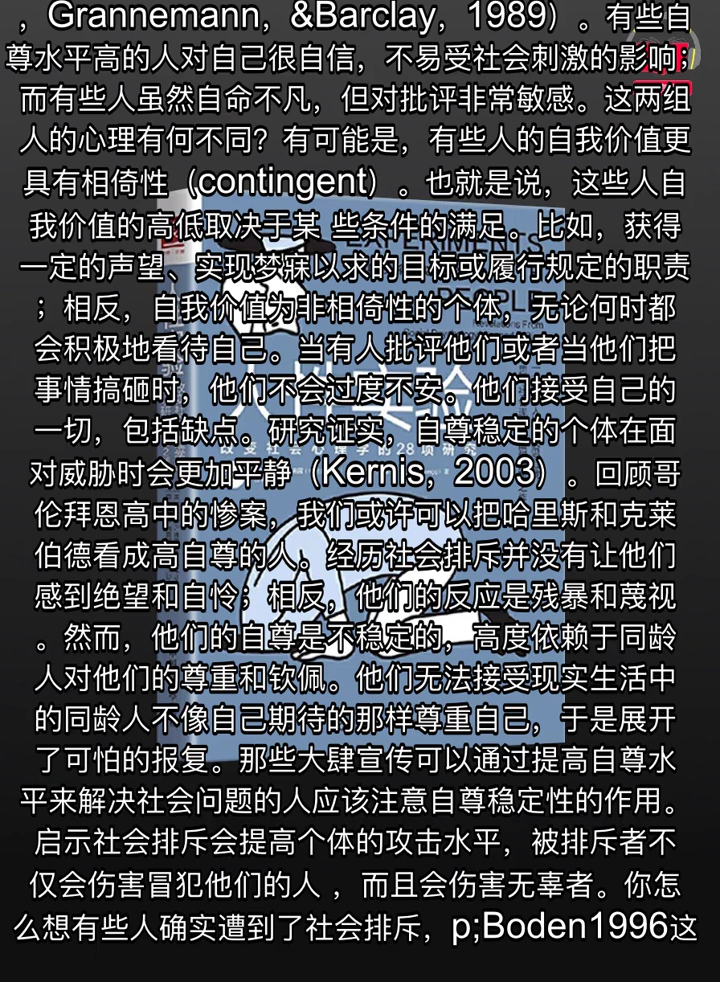 ，Grannemann，&Barclay，1989）。有些自
尊水平高的人对自己很自信，不易受社会刺激的影响；
而有些人虽然自命不凡，但对批评非常敏感。这两组
人的心理有何不同？有可能是，有些人的自我价值更
具有相倚性（contingent）。也就是说，这些人自
我价值的高低取决于某 些条件的满足。比如，获得
一定的声望、实现梦寐以求的目标或履行规定的职责
；相反，自我价值为非相倚性的个体，无论何时都
会积极地看待自己。当有人批评他们或者当他们把
事情搞砸时，他们不会过度不安。他们接受自己的
一切，包括缺点。研究证实，自尊稳定的个体在面
对威胁时会更加平静（Kernis，2003）。回顾哥
伦拜恩高中的惨案，我们或许可以把哈里斯和克莱
伯德看成高自尊的人。经历社会排斥并没有让他们
感到绝望和自怜；相反，他们的反应是残暴和蔑视
。然而，他们的自尊是不稳定的，高度依赖于同龄
人对他们的尊重和钦佩。他们无法接受现实生活中
的同龄人不像自己期待的那样尊重自己，于是展开
了可怕的报复。那些大肆宣传可以通过提高自尊水
平来解决社会问题的人应该注意自尊稳定性的作用。
启示社会排斥会提高个体的攻击水平，被排斥者不
仅会伤害冒犯他们的人 ，而且会伤害无辜者。你怎
么想有些人确实遭到了社会排斥，p;Boden1996这
EXPERIMENTS
PEOPLE
人性实验
改变社会心理学的28项研究